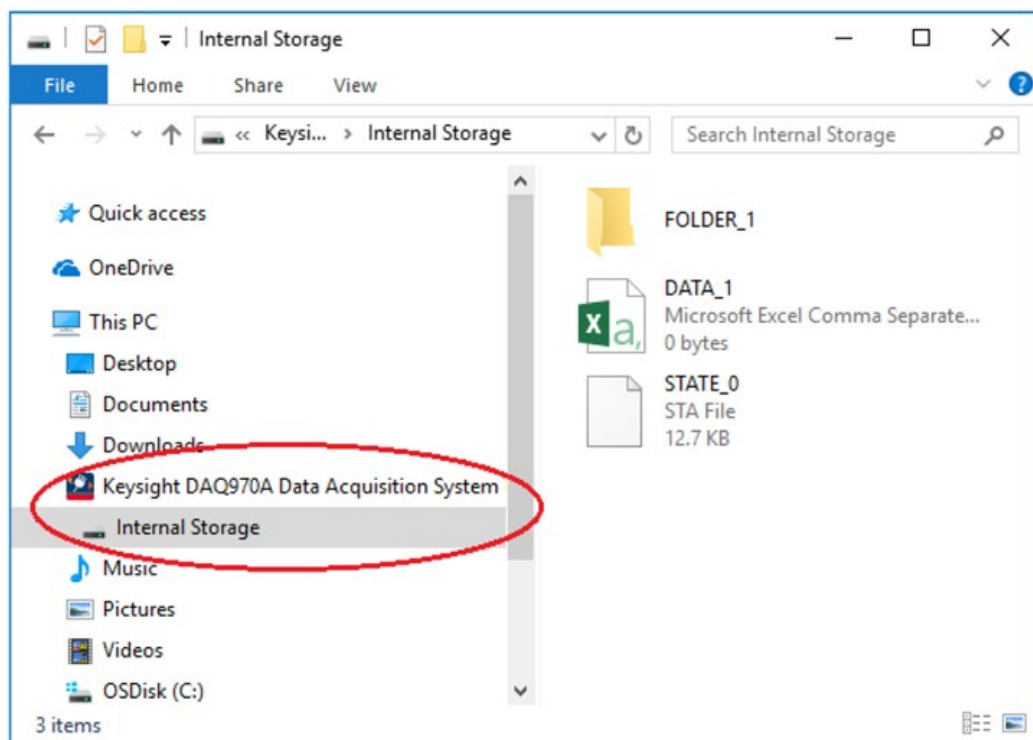 Internal Storage
File Home Share View
« Keysi... > Internal Storage
Search Internal Storage
Quick access
OneDrive
This PC
Desktop
Documents
Downloads
Keysight DAQ970A Data Acquisition System
Internal Storage
Music
Pictures
Videos
OSDisk (C:)
FOLDER_1
DATA_1
Microsoft Excel Comma Separate...
0 bytes
STATE_0
STA File
12.7 KB
3 items